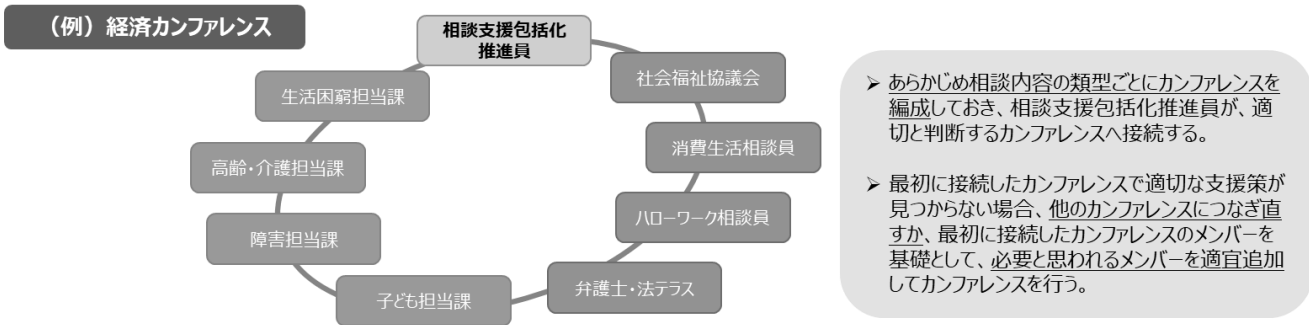 （例）経済カンファレンス
相談支援包括化
推進員
社会福祉協議会
消費生活相談員
ハローワーク相談員
弁護士・法テラス
子ども担当課
障害担当課
高齢・介護担当課
生活困窮担当課
➢ あらかじめ相談内容の類型ごとにカンファレンスを
編成しておき、相談支援包括化推進員が、適
切と判断するカンファレンスへ接続する。
➢ 最初に接続したカンファレンスで適切な支援策が
見つからない場合、他のカンファレンスにつなぎ直
すか、最初に接続したカンファレンスのメンバーを
基礎として、必要と思われるメンバーを適宜追加
してカンファレンスを行う。